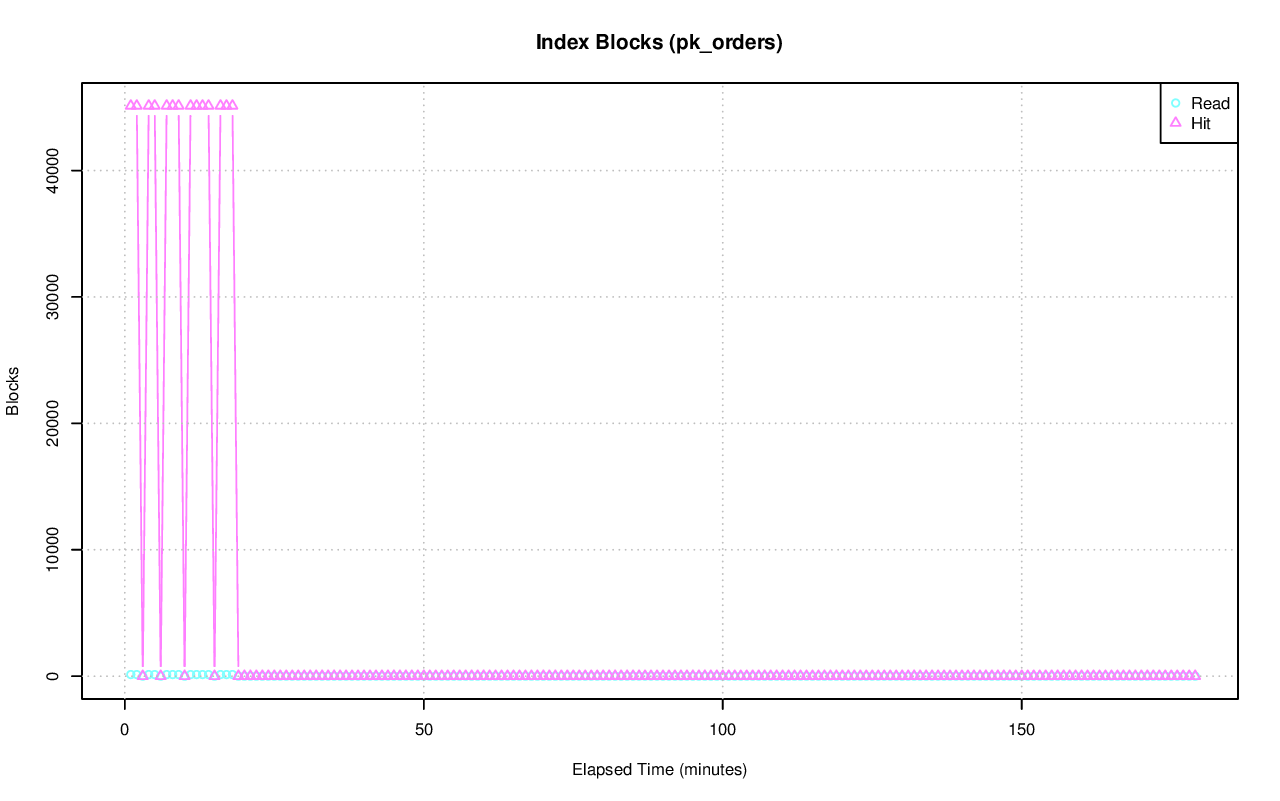 Index Blocks (pk_orders)
Read
Hit
40000
30000
20000
10000
0
Blocks
0 50 100 150
Elapsed Time (minutes)